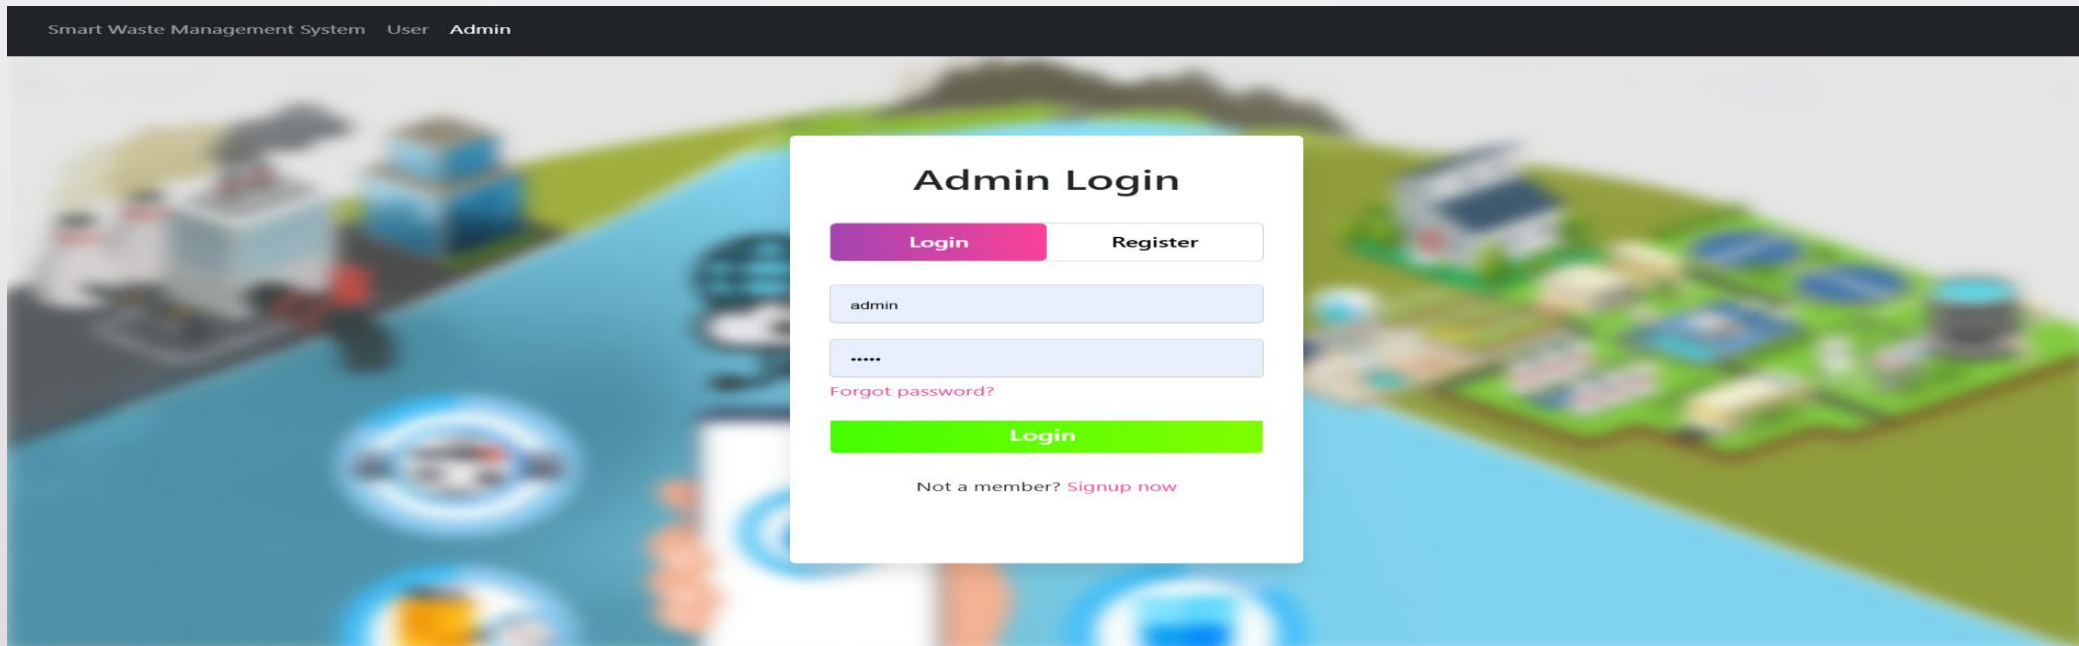 Smart Waste Management System User Admin
Admin Login
Login Register
admin
•••••
Forgot password?
Login
Not a member? Signup now